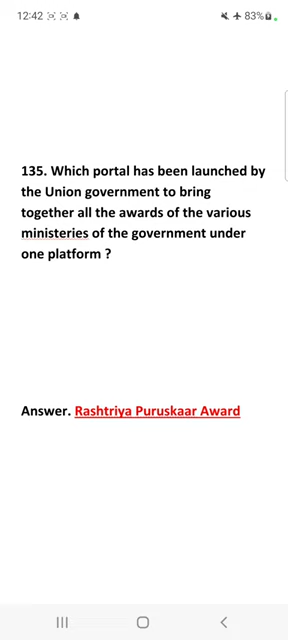 12:42
83%
135. Which portal has been launched by
the Union government to bring
together all the awards of the various
ministeries of the government under
one platform ?
Answer. Rashtriya Puruskaar Award